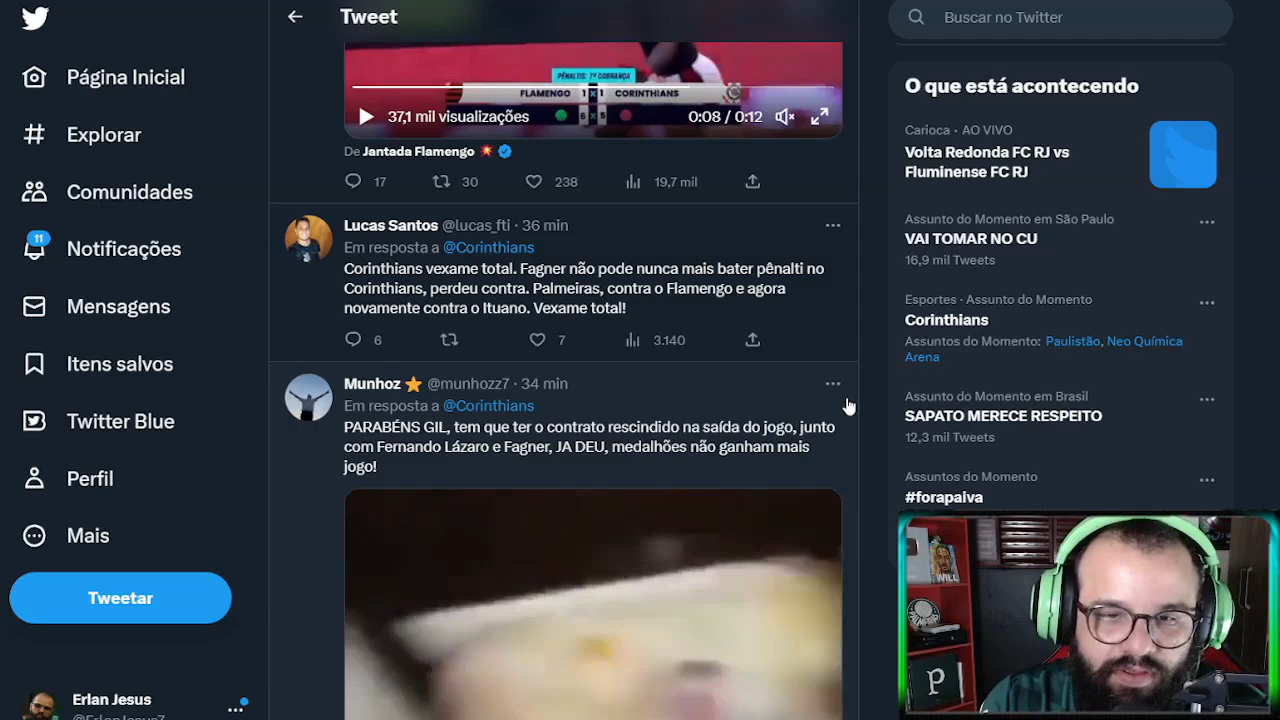 Tweet
Buscar no Twitter
Página Inicial
Explorar
Comunidades
11
Notificações
Mensagens
Itens salvos
Twitter Blue
Perfil
Mais
Tweetar
Erlan Jesus
PÊNALTIS: 7ª COBRANÇA
FLAMENGO 1 x 1 CORINTHIANS
6 x 5
37,1 mil visualizações
0:08 / 0:12
De Jantada Flamengo
17 30 238 19,7 mil
Lucas Santos @lucas_fti · 36 min
Em resposta a @Corinthians
Corinthians vexame total. Fagner não pode nunca mais bater pênalti no
Corinthians, perdeu contra. Palmeiras, contra o Flamengo e agora
novamente contra o Ituano. Vexame total!
6 7 3.140
Munhoz @munhozz7 · 34 min
Em resposta a @Corinthians
PARABÉNS GIL, tem que ter o contrato rescindido na saída do jogo, junto
com Fernando Lázaro e Fagner, JA DEU, medalhões não ganham mais
jogo!
O que está acontecendo
Carioca · AO VIVO
Volta Redonda FC RJ vs
Fluminense FC RJ
Assunto do Momento em São Paulo
VAI TOMAR NO CU
16,9 mil Tweets
Esportes · Assunto do Momento
Corinthians
Assuntos do Momento: Paulistão, Neo Química
Arena
Assunto do Momento em Brasil
SAPATO MERECE RESPEITO
12,3 mil Tweets
Assuntos do Momento
#forapaiva
WILL
P